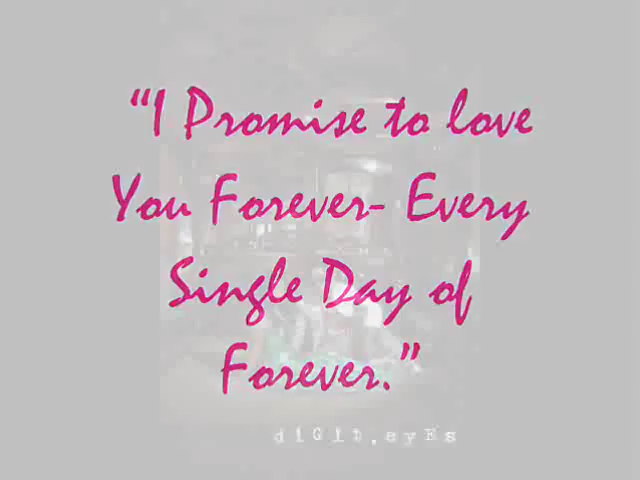 “I Promise to love
You Forever- Every
Single Day of
Forever.”
diGit.eyEs